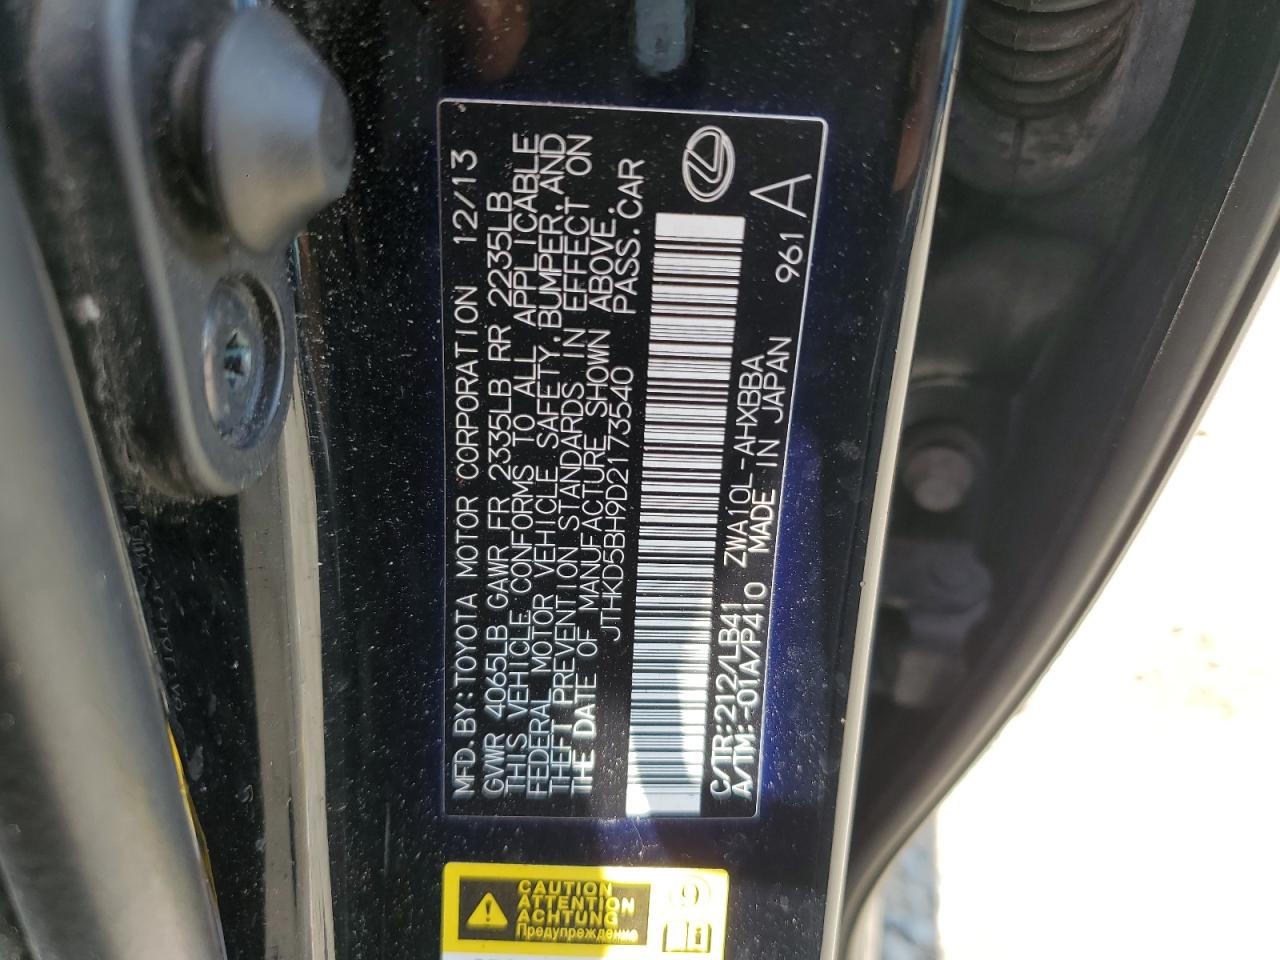 MFD. BY: TOYOTA MOTOR CORPORATION 12/13
GVWR 4065LB GAWR FR 2335LB RR 2235LB
THIS VEHICLE CONFORMS TO ALL APPLICABLE
FEDERAL MOTOR VEHICLE SAFETY, BUMPER, AND
THEFT PREVENTION STANDARDS IN EFFECT ON
THE DATE OF MANUFACTURE SHOWN ABOVE.
JTHKD5BH9D2173540 PASS. CAR
C/TR:212/LB41 ZWA10L-AHXBBA
A/TM:-01A/P410 MADE IN JAPAN 961 A
CAUTION
ATTENTION
ACHTUNG
Предупреждение